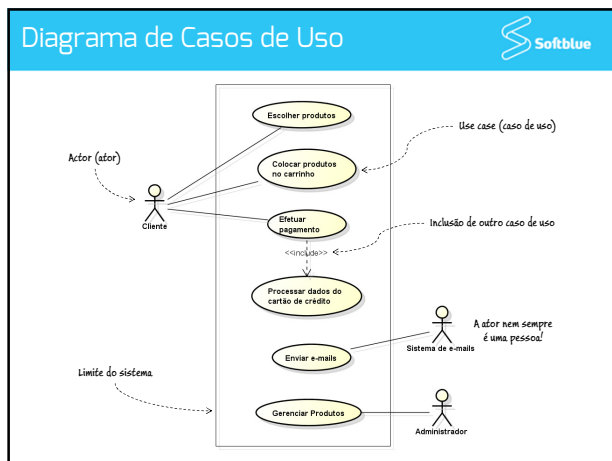 Diagrama de Casos de Uso
Softblue
Escolher produtos
Use case (caso de uso)
Actor (ator)
Colocar produtos
no carrinho
Cliente
Efetuar
pagamento
Inclusão de outro caso de uso
<<include>>
Processar dados do
cartão de crédito
A ator nem sempre
é uma pessoa!
Sistema de e-mails
Enviar e-mails
Limite do sistema
Gerenciar Produtos
Administrador